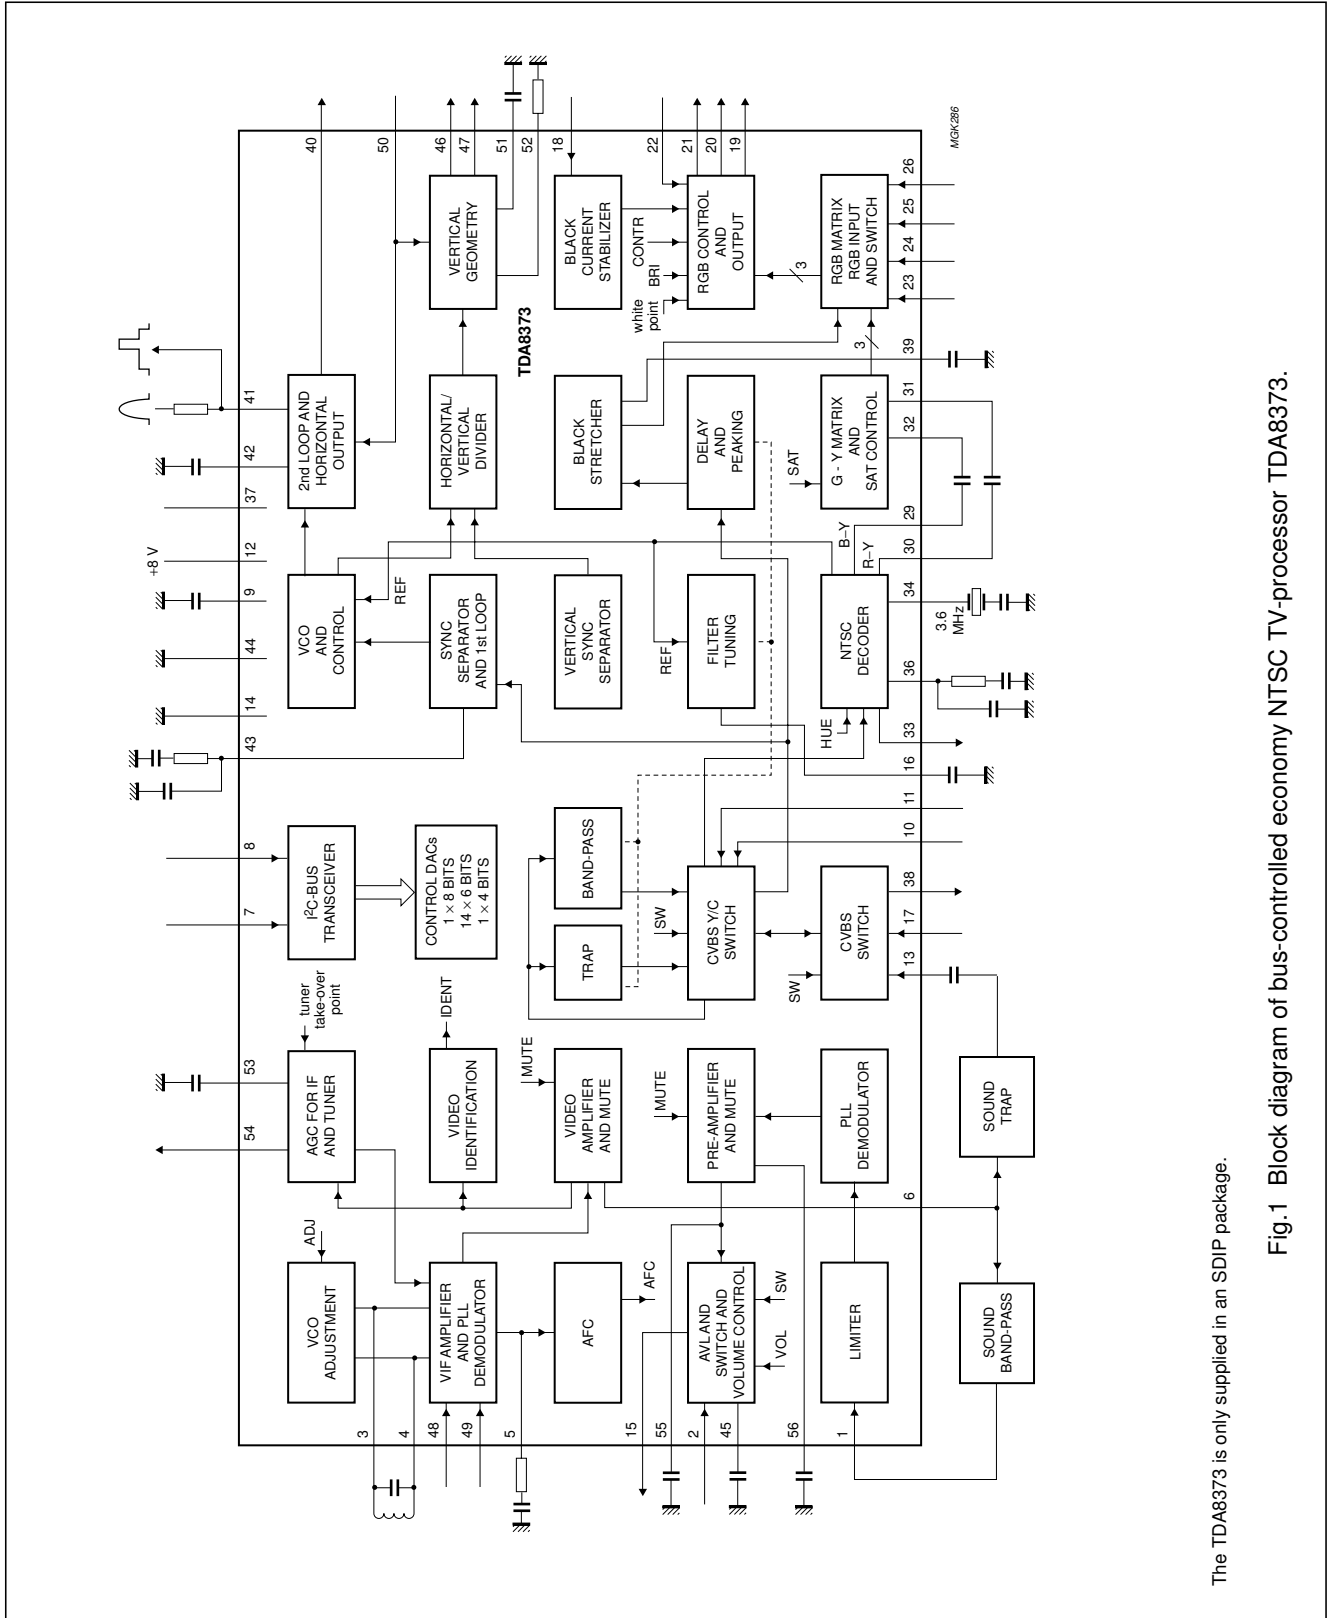 54
53
7
8
43
14
44
9
12
+8 V
37
42
41
tuner
take-over
point
ADJ
VCO
ADJUSTMENT
AGC FOR IF
AND TUNER
I²C-BUS
TRANSCEIVER
VCO
AND
CONTROL
2nd LOOP AND
HORIZONTAL
OUTPUT
40
50
REF
3
4
48
49
VIF AMPLIFIER
AND PLL
DEMODULATOR
VIDEO
IDENTIFICATION
IDENT
CONTROL DACs
1 × 8 BITS
14 × 6 BITS
1 × 4 BITS
SYNC
SEPARATOR
AND 1st LOOP
HORIZONTAL/
VERTICAL
DIVIDER
VERTICAL
GEOMETRY
46
47
51
52
TDA8373
5
AFC
AFC
MUTE
VIDEO
AMPLIFIER
AND MUTE
TRAP
BAND-PASS
VERTICAL
SYNC
SEPARATOR
BLACK
STRETCHER
BLACK
CURRENT
STABILIZER
18
15
55
2
45
56
AVL AND
SWITCH AND
VOLUME CONTROL
VOL
SW
MUTE
PRE-AMPLIFIER
AND MUTE
SW
CVBS Y/C
SWITCH
REF
FILTER
TUNING
DELAY
AND
PEAKING
white
point
BRI
CONTR
RGB CONTROL
AND
OUTPUT
22
21
20
19
3
1
LIMITER
PLL
DEMODULATOR
SW
CVBS
SWITCH
HUE
NTSC
DECODER
B–Y
R–Y
SAT
G - Y MATRIX
AND
SAT CONTROL
3
RGB MATRIX
RGB INPUT
AND SWITCH
6
13
17
38
10
11
16
33
36
34
30
29
32
31
39
23
24
25
26
3.6
MHz
SOUND
BAND-PASS
SOUND
TRAP
MGK286
The TDA8373 is only supplied in an SDIP package.
Fig.1 Block diagram of bus-controlled economy NTSC TV-processor TDA8373.